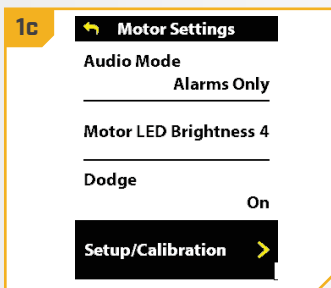 1c
Motor Settings
Audio Mode
Alarms Only
Motor LED Brightness 4
Dodge
On
Setup/Calibration